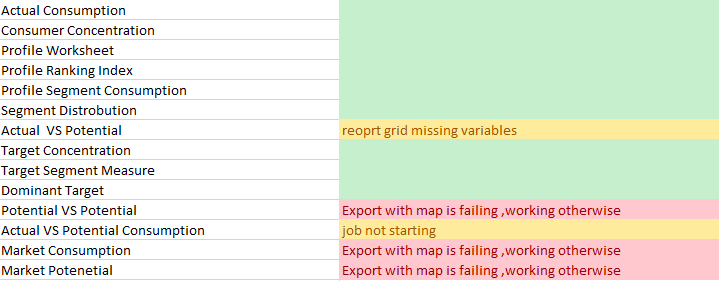 Actual Consumption
Consumer Concentration
Profile Worksheet
Profile Ranking Index
Profile Segment Consumption
Segment Distrobution
Actual  VS Potential reoprt grid missing variables
Target Concentration
Target Segment Measure
Dominant Target
Potential VS Potential Export with map is failing ,working otherwise
Actual VS Potential Consumption job not starting
Market Consumption Export with map is failing ,working otherwise
Market Potenetial Export with map is failing ,working otherwise